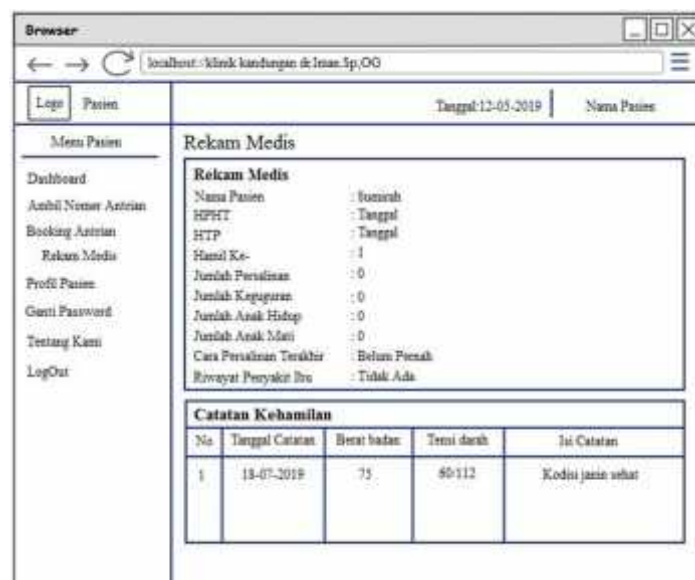 Browser
localhost://klinik kandungan dr.Iman.Sp,OG
Logo Pasien
Tanggal:12-05-2019 Nama Pasien
Menu Pasien
Dashboard
Ambil Nomer Antrian
Booking Antrian
Rekam Medis
Profil Pasien
Ganti Password
Tentang Kami
LogOut
Rekam Medis
Rekam Medis
Nama Pasien : Sumirah
HPHT : Tanggal
HTP : Tanggal
Hamil Ke- : 1
Jumlah Persalinan : 0
Jumlah Keguguran : 0
Jumlah Anak Hidup : 0
Jumlah Anak Mati : 0
Cara Persalinan Terakhir : Belum Pernah
Riwayat Penyakit Ibu : Tidak Ada
Catatan Kehamilan
No Tanggal Catatan Berat badan Tensi darah Isi Catatan
1 18-07-2019 75 60/112 Kodisi janin sehat